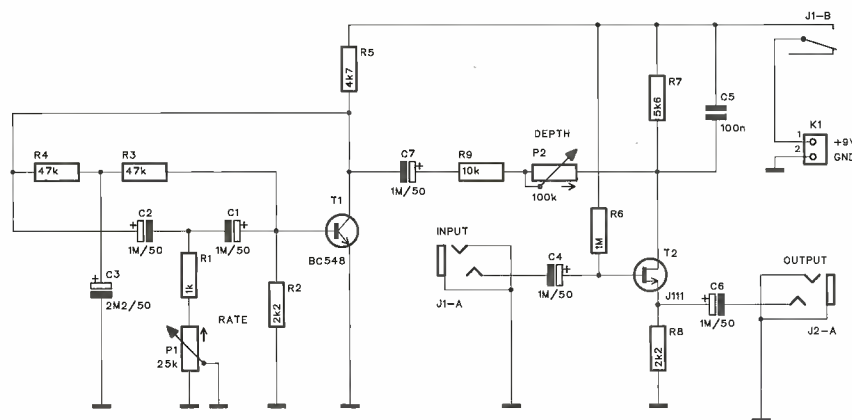 J1-B
R5
4k7
R7
5k6
C5
100n
K1
1
+9V
2
GND
R4
47k
R3
47k
C7
+
1M/50
R9
10k
DEPTH
P2
100k
T1
BC548
R6
1M
+
C2
1M/50
C1
+
1M/50
INPUT
J1-A
C4
+
1M/50
T2
J111
OUTPUT
J2-A
+
C6
1M/50
R1
1k
R2
2k2
+
C3
2M2/50
RATE
P1
25k
R8
2k2